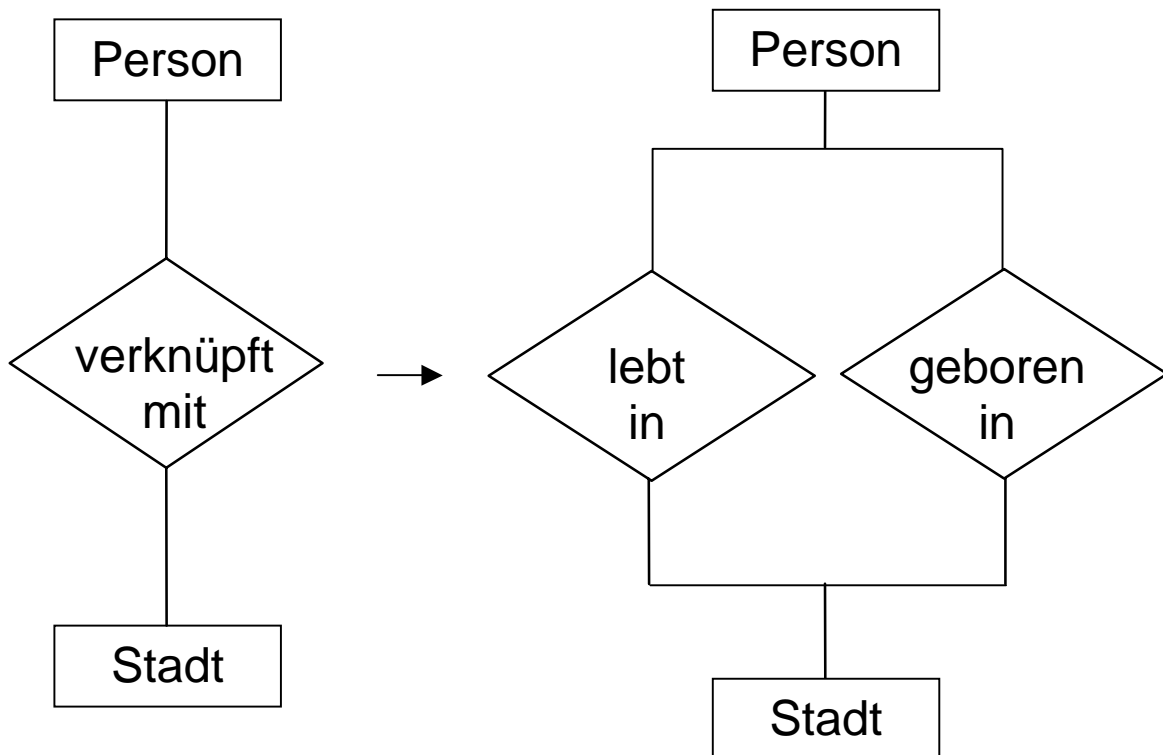 Person
verknüpft
mit
Stadt
Person
lebt
in
geboren
in
Stadt